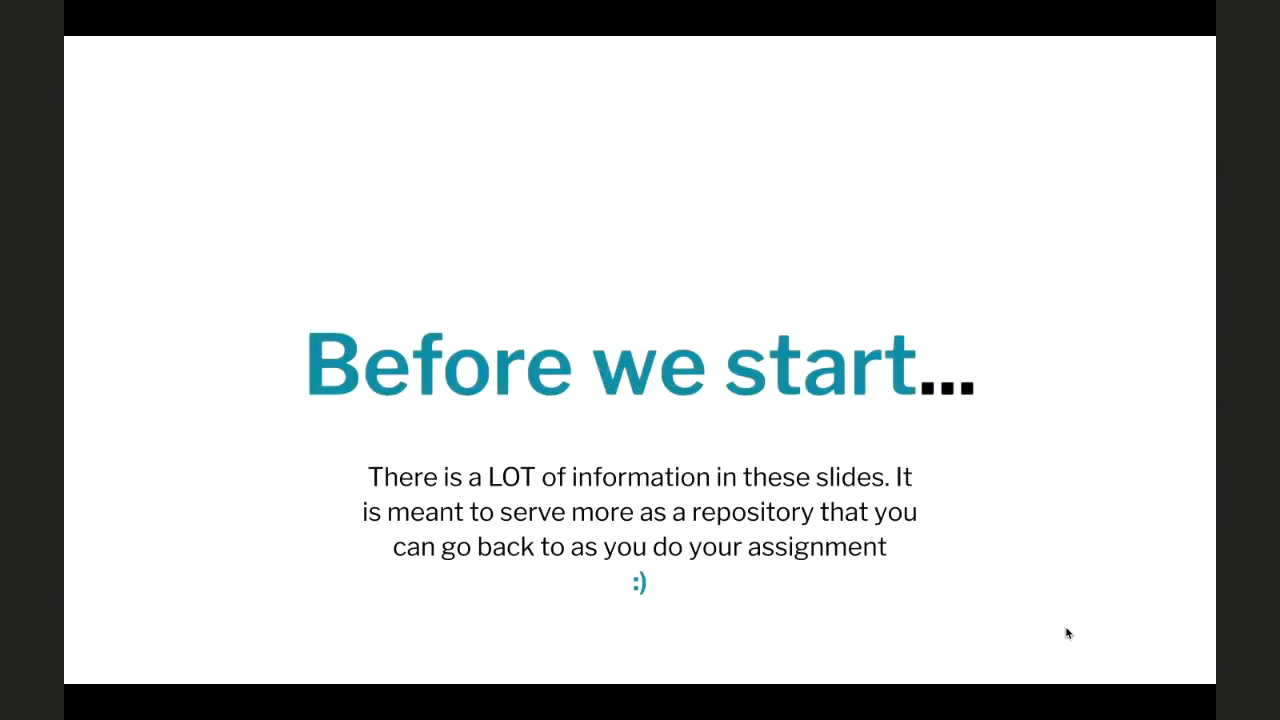 Before we start...
There is a LOT of information in these slides. It
is meant to serve more as a repository that you
can go back to as you do your assignment
:)